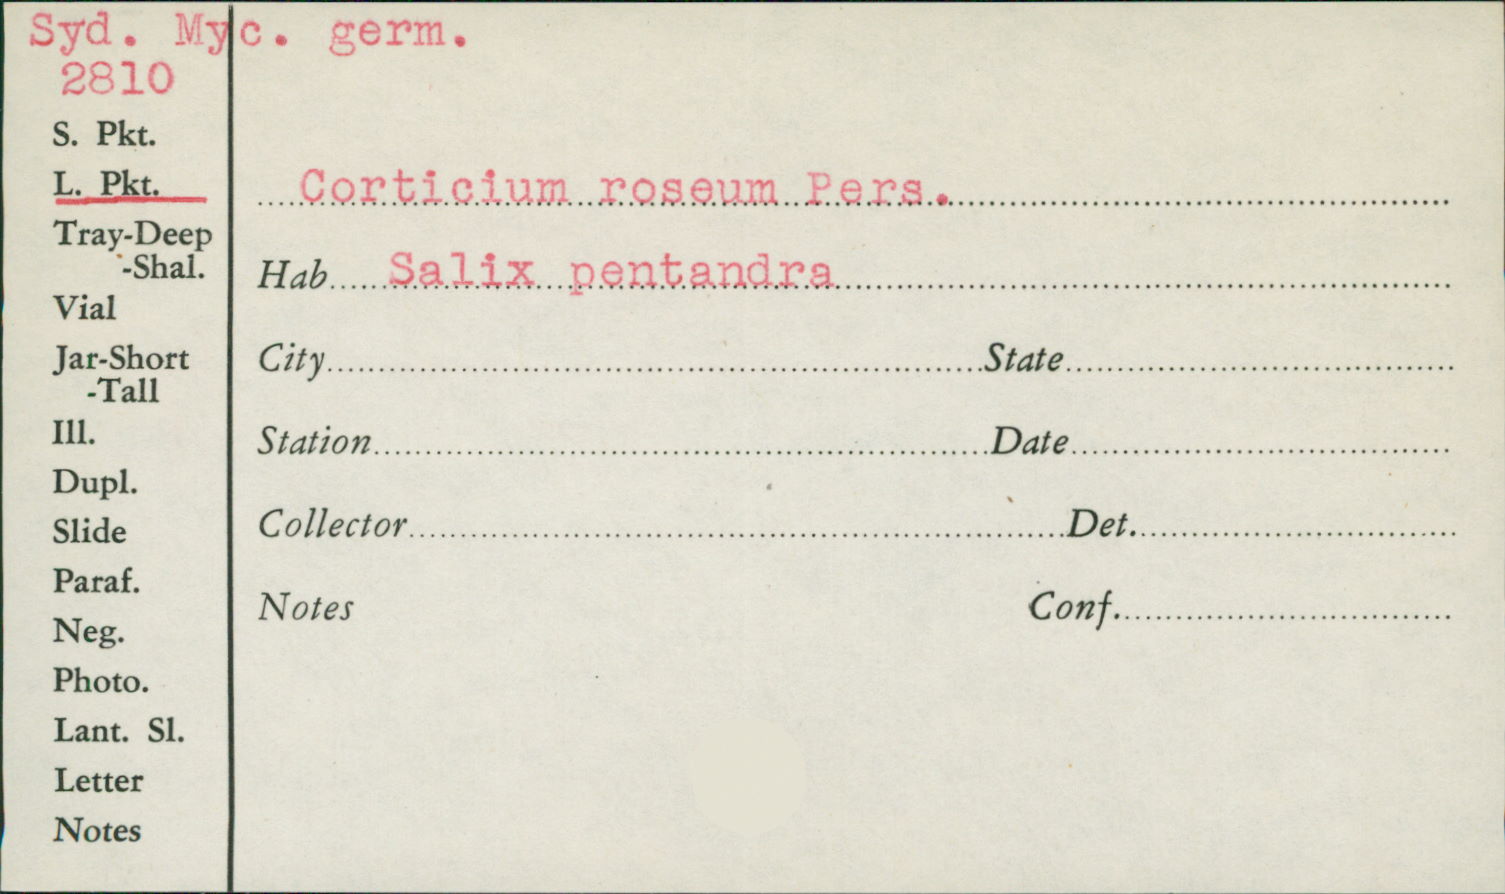 Syd. Myc. germ.
2810
S. Pkt.
L. Pkt.
Corticium roseum Pers.
Tray-Deep
-Shal.
Hab. Salix pentandra
Vial
Jar-Short
City State
-Tall
Ill.
Station Date
Dupl.
Slide
Collector Det.
Paraf.
Notes Conf.
Neg.
Photo.
Lant. Sl.
Letter
Notes